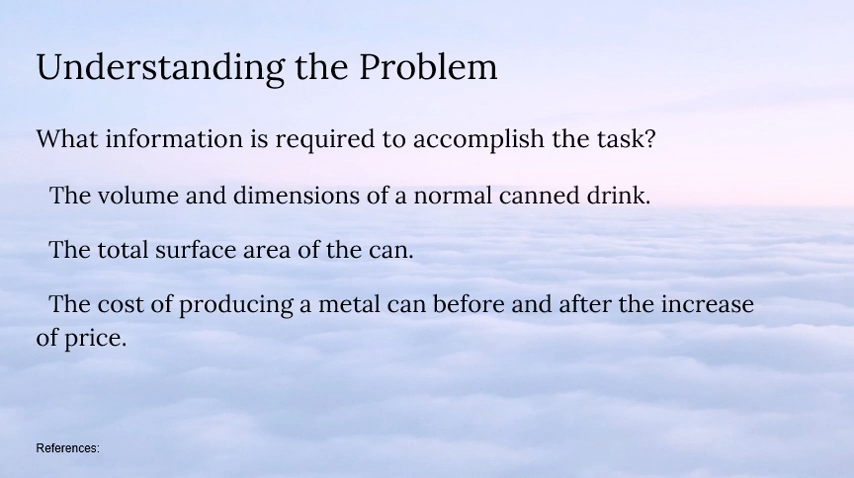 Understanding the Problem
What information is required to accomplish the task?
The volume and dimensions of a normal canned drink.
The total surface area of the can.
The cost of producing a metal can before and after the increase
of price.
References: